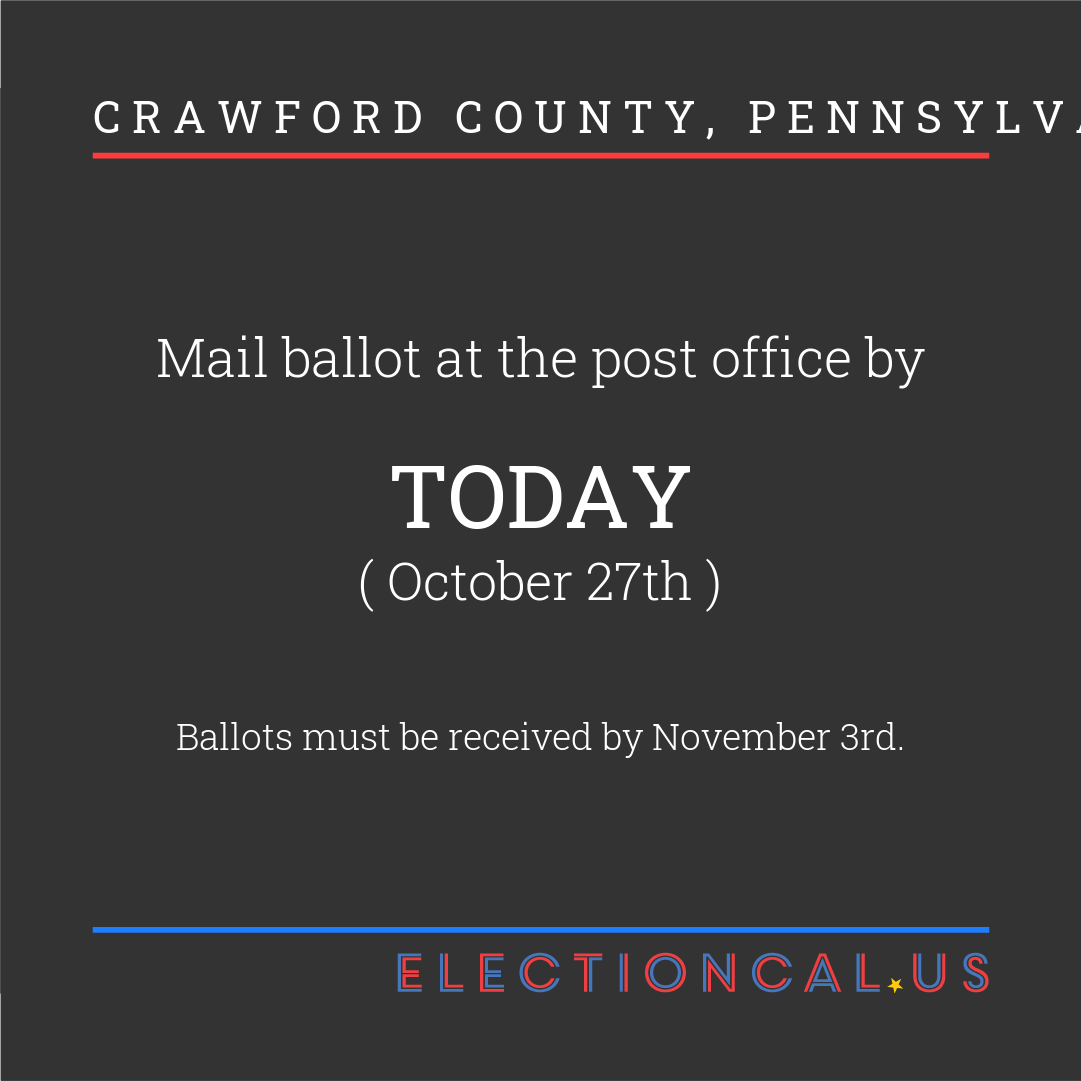 CRAWFORD COUNTY, PENNSYLVA
Mail ballot at the post office by
TODAY
( October 27th )
Ballots must be received by November 3rd.
ELECTIONCAL.US